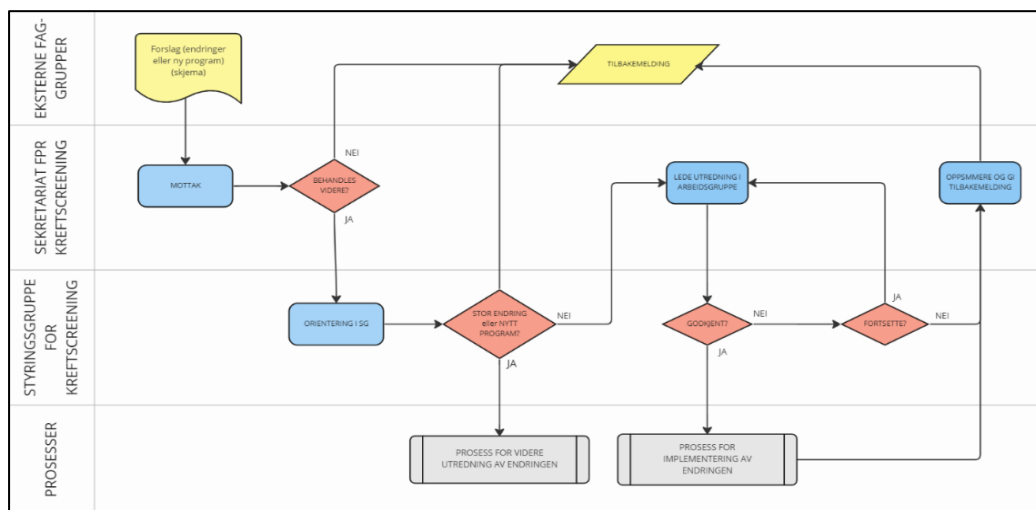 EKSTERNE FAG-
GRUPPER
Forslag (endringer
eller ny program)
(skjema)
TILBAKEMELDING
SEKRETARIAT FPR
KREFTSCREENING
MOTTAK
BEHANDLES
VIDERE?
NEI
JA
LEDE UTREDNING I
ARBEIDSGRUPPE
OPPSMMERE OG GI
TILBAKEMELDING
STYRINGSGRUPPE
FOR
KREFTSCREENING
ORIENTERING I SG
STOR ENDRING
eller NYTT
PROGRAM?
NEI
JA
GODKJENT?
NEI
JA
FORTSETTE?
JA
NEI
PROSESSER
PROSESS FOR VIDERE
UTREDNING AV ENDRINGEN
PROSESS FOR
IMPLEMENTERING AV
ENDRINGEN